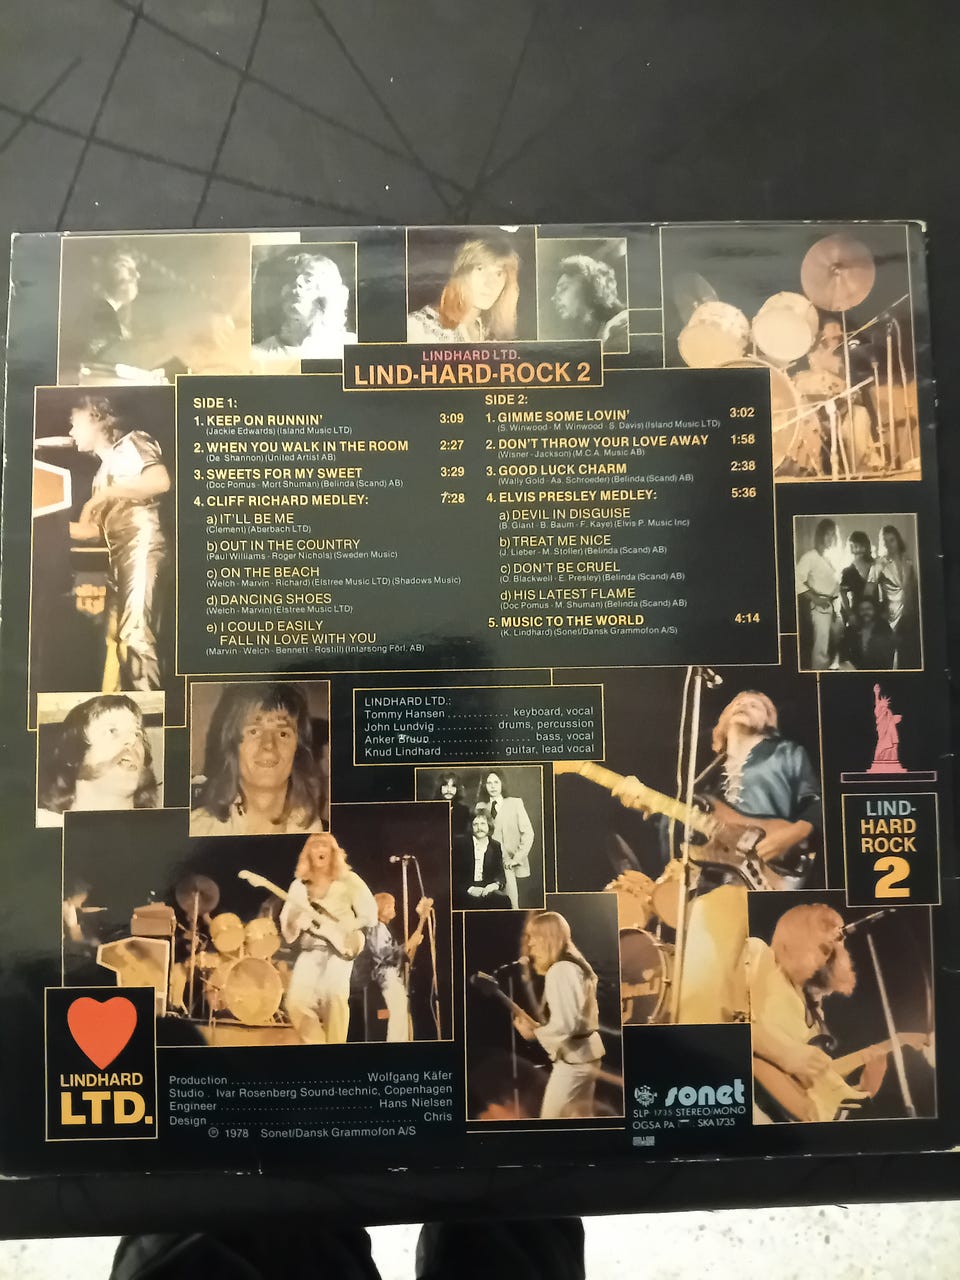 LINDHARD LTD.
LIND-HARD-ROCK 2
SIDE 1:
1. KEEP ON RUNNIN' 3:09
(Jackie Edwards) (Island Music LTD)
2. WHEN YOU WALK IN THE ROOM 2:27
(De. Shannon) (United Artist AB)
3. SWEETS FOR MY SWEET 3:29
(Doc Pomus - Mort Shuman) (Belinda (Scand) AB)
4. CLIFF RICHARD MEDLEY: 7:28
a) IT'LL BE ME
(Clement) (Aberbach LTD)
b) OUT IN THE COUNTRY
(Paul Williams - Roger Nichols) (Sweden Music)
c) ON THE BEACH
(Welch - Marvin - Richard) (Elstree Music LTD) (Shadows Music)
d) DANCING SHOES
(Welch - Marvin) (Elstree Music LTD)
e) I COULD EASILY
FALL IN LOVE WITH YOU
(Marvin - Welch - Bennett - Rostill) (Intarsong Förl. AB)
SIDE 2:
1. GIMME SOME LOVIN' 3:02
(S. Winwood - M. Winwood - S. Davis) (Island Music LTD)
2. DON'T THROW YOUR LOVE AWAY 1:58
(Wisner - Jackson) (M.C.A. Music AB)
3. GOOD LUCK CHARM 2:38
(Wally Gold - Aa. Schroeder) (Belinda (Scand) AB)
4. ELVIS PRESLEY MEDLEY: 5:36
a) DEVIL IN DISGUISE
(B. Giant - B. Baum - F. Kaye) (Elvis P. Music Inc)
b) TREAT ME NICE
(J. Lieber - M. Stoller) (Belinda (Scand) AB)
c) DON'T BE CRUEL
(O. Blackwell - E. Presley) (Belinda (Scand) AB)
d) HIS LATEST FLAME
(Doc Pomus - M. Shuman) (Belinda (Scand) AB)
5. MUSIC TO THE WORLD 4:14
(K. Lindhard) (Sonet/Dansk Grammofon A/S)
LINDHARD LTD.:
Tommy Hansen ............ keyboard, vocal
John Lundvig ............ drums, percussion
Anker Bruun ........................ bass, vocal
Knud Lindhard .......... guitar, lead vocal
LIND-
HARD
ROCK
2
LINDHARD
LTD.
Production ........................ Wolfgang Käfer
Studio . Ivar Rosenberg Sound-technic, Copenhagen
Engineer ............................ Hans Nielsen
Design ........................................ Chris
℗ 1978 Sonet/Dansk Grammofon A/S
sonet
SLP 1735 STEREO/MONO
OGSA PÅ SKA 1735